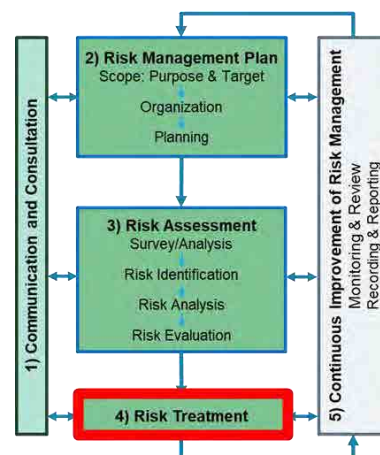 1) Communication and Consultation
2) Risk Management Plan
Scope: Purpose & Target
Organization
Planning
3) Risk Assessment
Survey/Analysis
Risk Identification
Risk Analysis
Risk Evaluation
4) Risk Treatment
5) Continuous Improvement of Risk Management
Monitoring & Review
Recording & Reporting